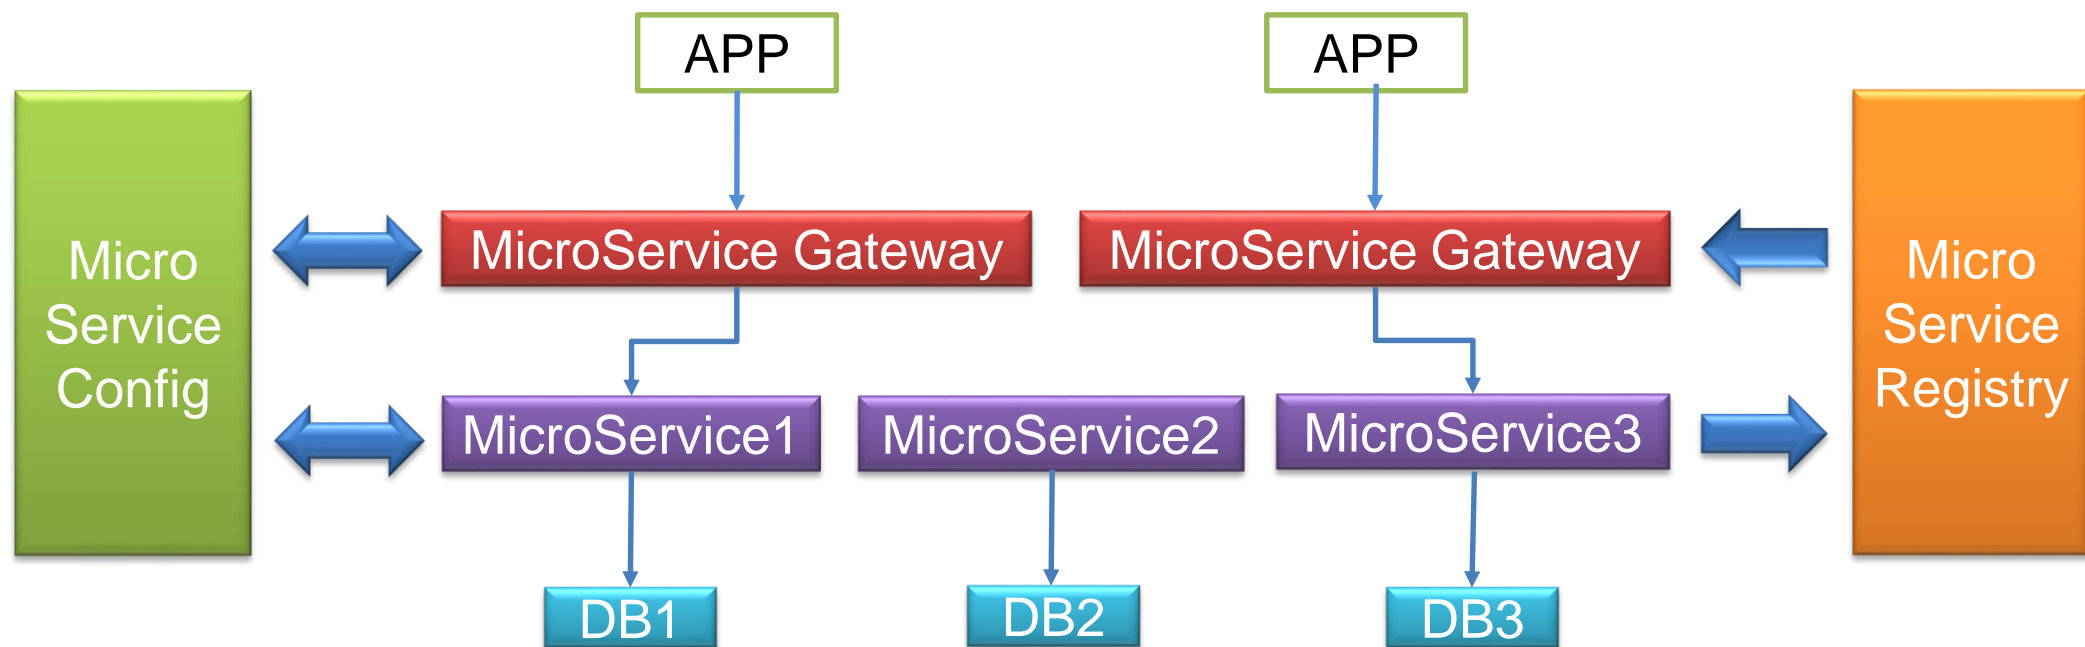 APP
APP
MicroService Gateway
MicroService Gateway
Micro
Service
Config
Micro
Service
Registry
MicroService1
MicroService2
MicroService3
DB1
DB2
DB3